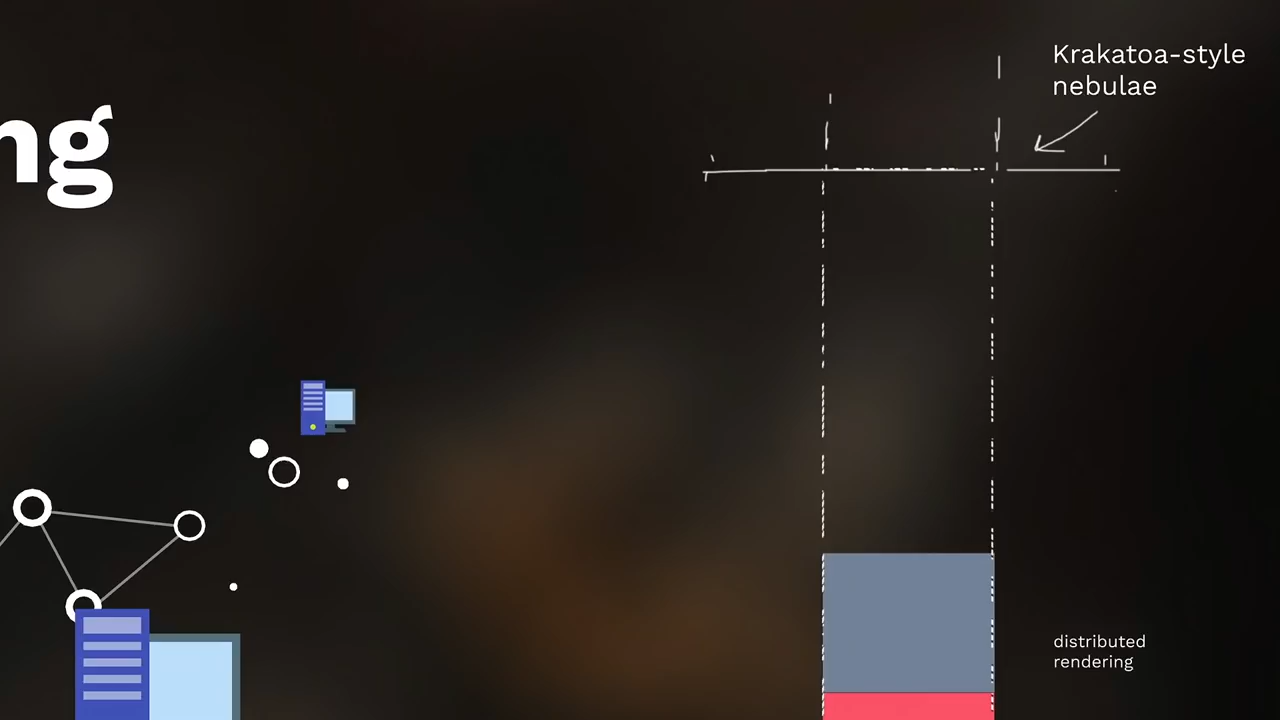 ng
Krakatoa-style
nebulae
distributed
rendering